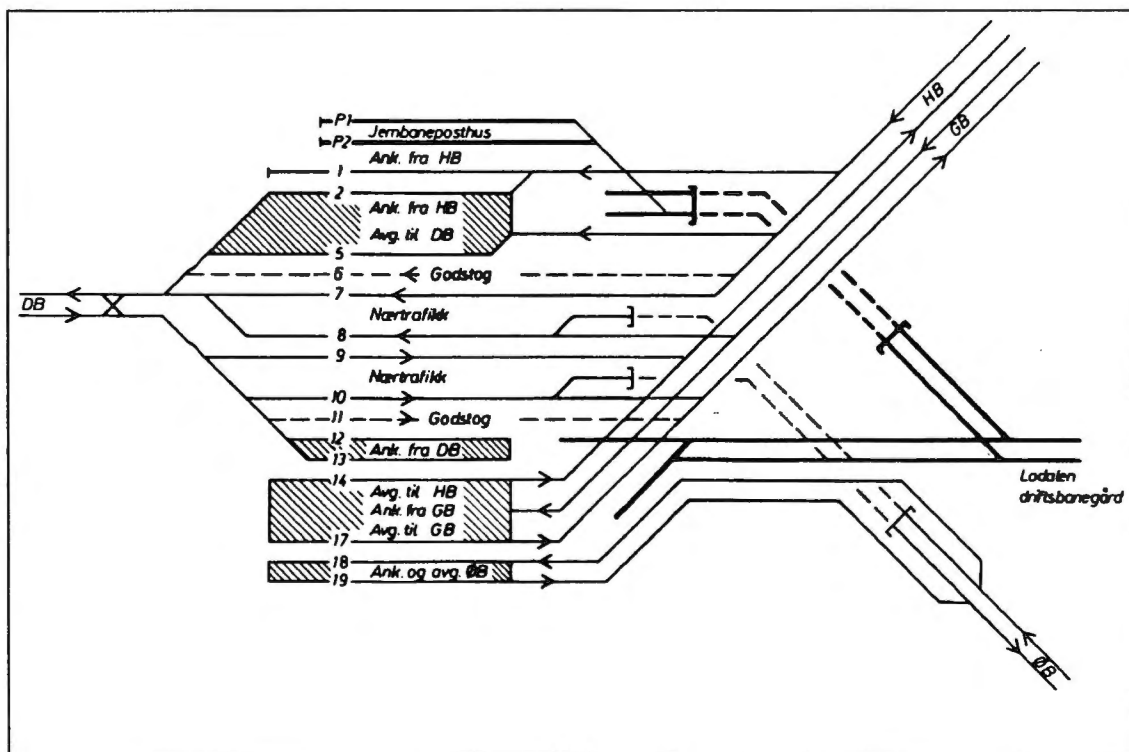 HB
GB
P1
Jernbaneposthus
P2
Ank. fra HB
1
2
Ank. fra HB
Avg. til DB
5
6 Godstog
7
DB
Nærtrafikk
8
9
Nærtrafikk
10
11 Godstog
12
Ank. fra DB
13
14
Avg. til HB
Ank. fra GB
Avg. til GB
17
18
Ank. og avg. ØB
19
Lodalen
driftsbanegård
ØB